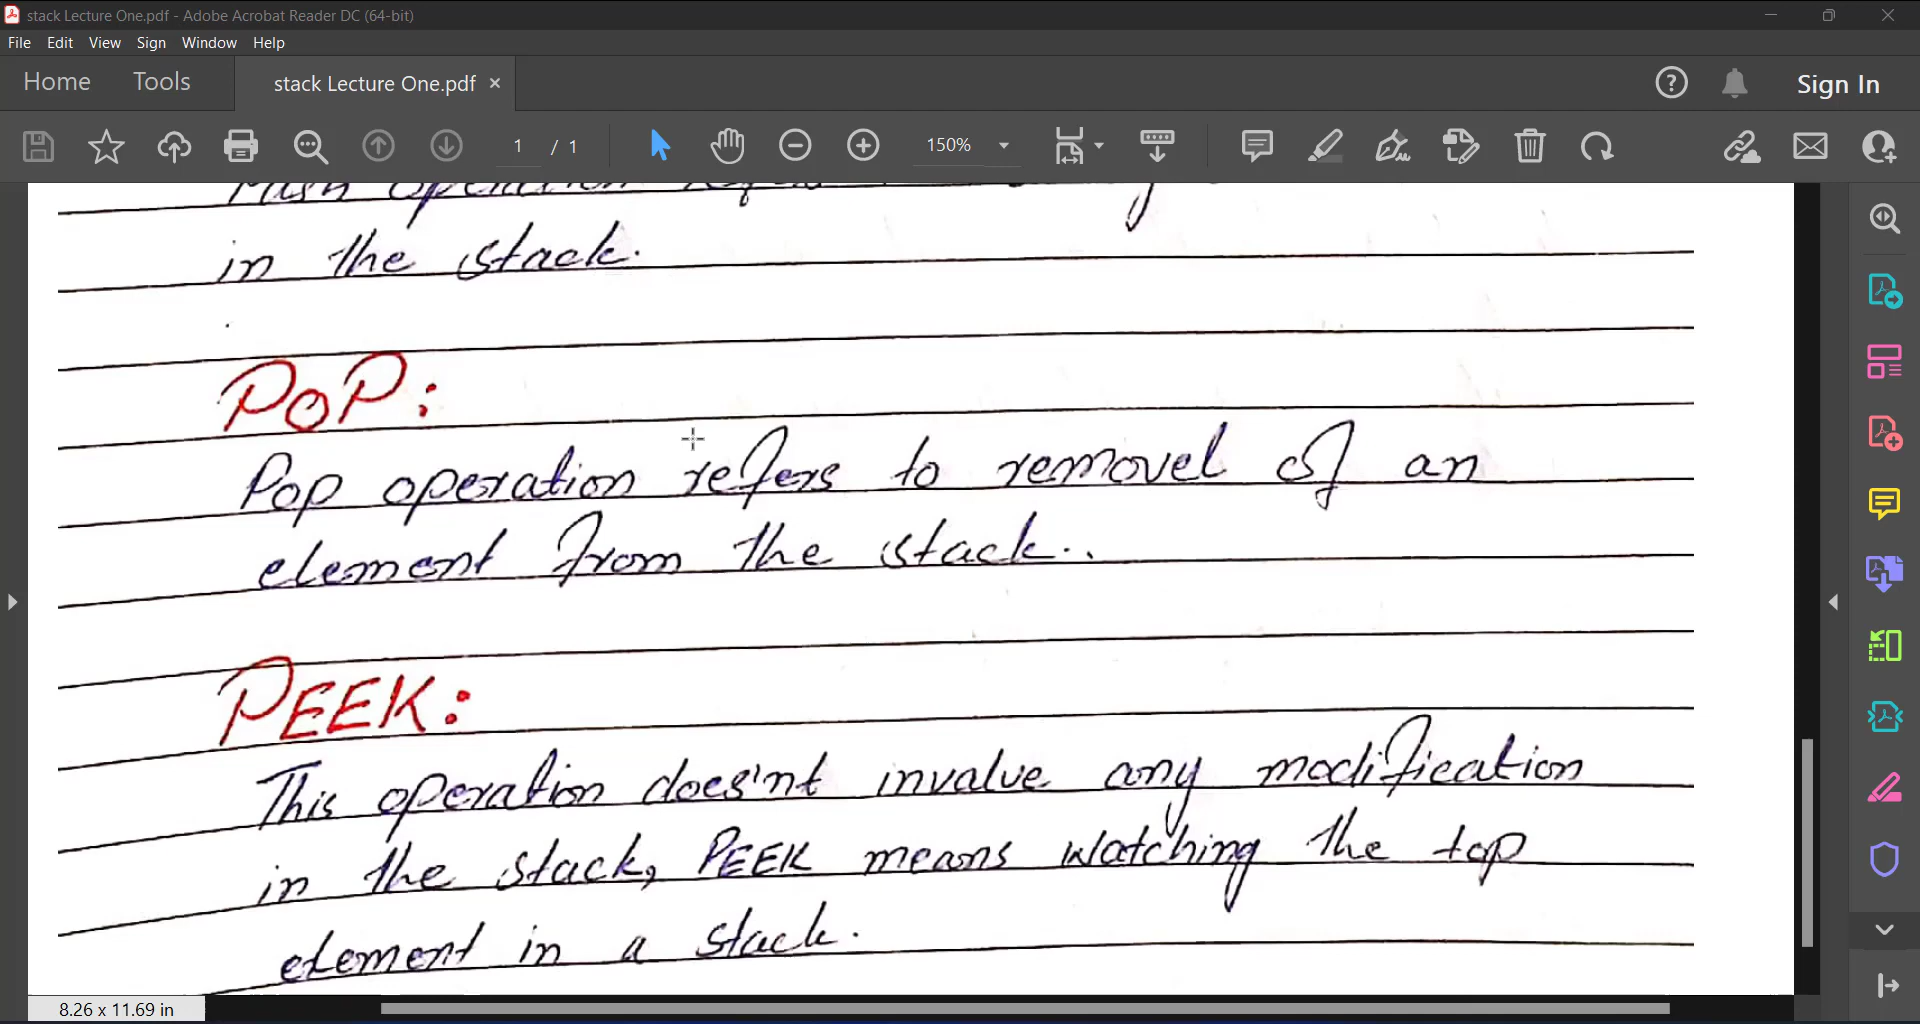 stack Lecture One.pdf - Adobe Acrobat Reader DC (64-bit)
File Edit View Sign Window Help
Home Tools stack Lecture One.pdf × Sign In
1 / 1 150%
in the stack.
POP:
Pop operation refers to removel of an
element from the stack..
PEEK:
This operation does'nt invalve any modification
in the stack, PEEK means watching the top
element in a stack.
8.26 x 11.69 in